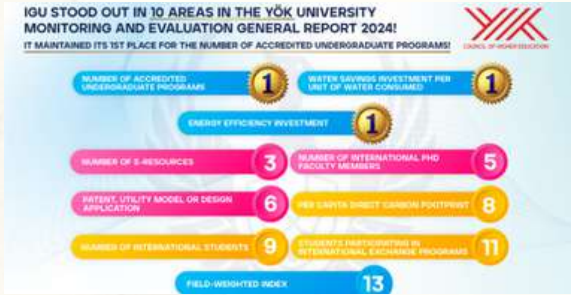 IGU STOOD OUT IN 10 AREAS IN THE YÖK UNIVERSITY
MONITORING AND EVALUATION GENERAL REPORT 2024!
IT MAINTAINED ITS 1ST PLACE FOR THE NUMBER OF ACCREDITED UNDERGRADUATE PROGRAMS!
COUNCIL OF HIGHER EDUCATION
NUMBER OF ACCREDITED
UNDERGRADUATE PROGRAMS
1
WATER SAVINGS INVESTMENT PER
UNIT OF WATER CONSUMED
1
ENERGY EFFICIENCY INVESTMENT
1
NUMBER OF E-RESOURCES
3
NUMBER OF INTERNATIONAL PHD
FACULTY MEMBERS
5
PATENT, UTILITY MODEL OR DESIGN
APPLICATION
6
PER CAPITA DIRECT CARBON FOOTPRINT
8
NUMBER OF INTERNATIONAL STUDENTS
9
STUDENTS PARTICIPATING IN
INTERNATIONAL EXCHANGE PROGRAMS
11
FIELD-WEIGHTED INDEX
13